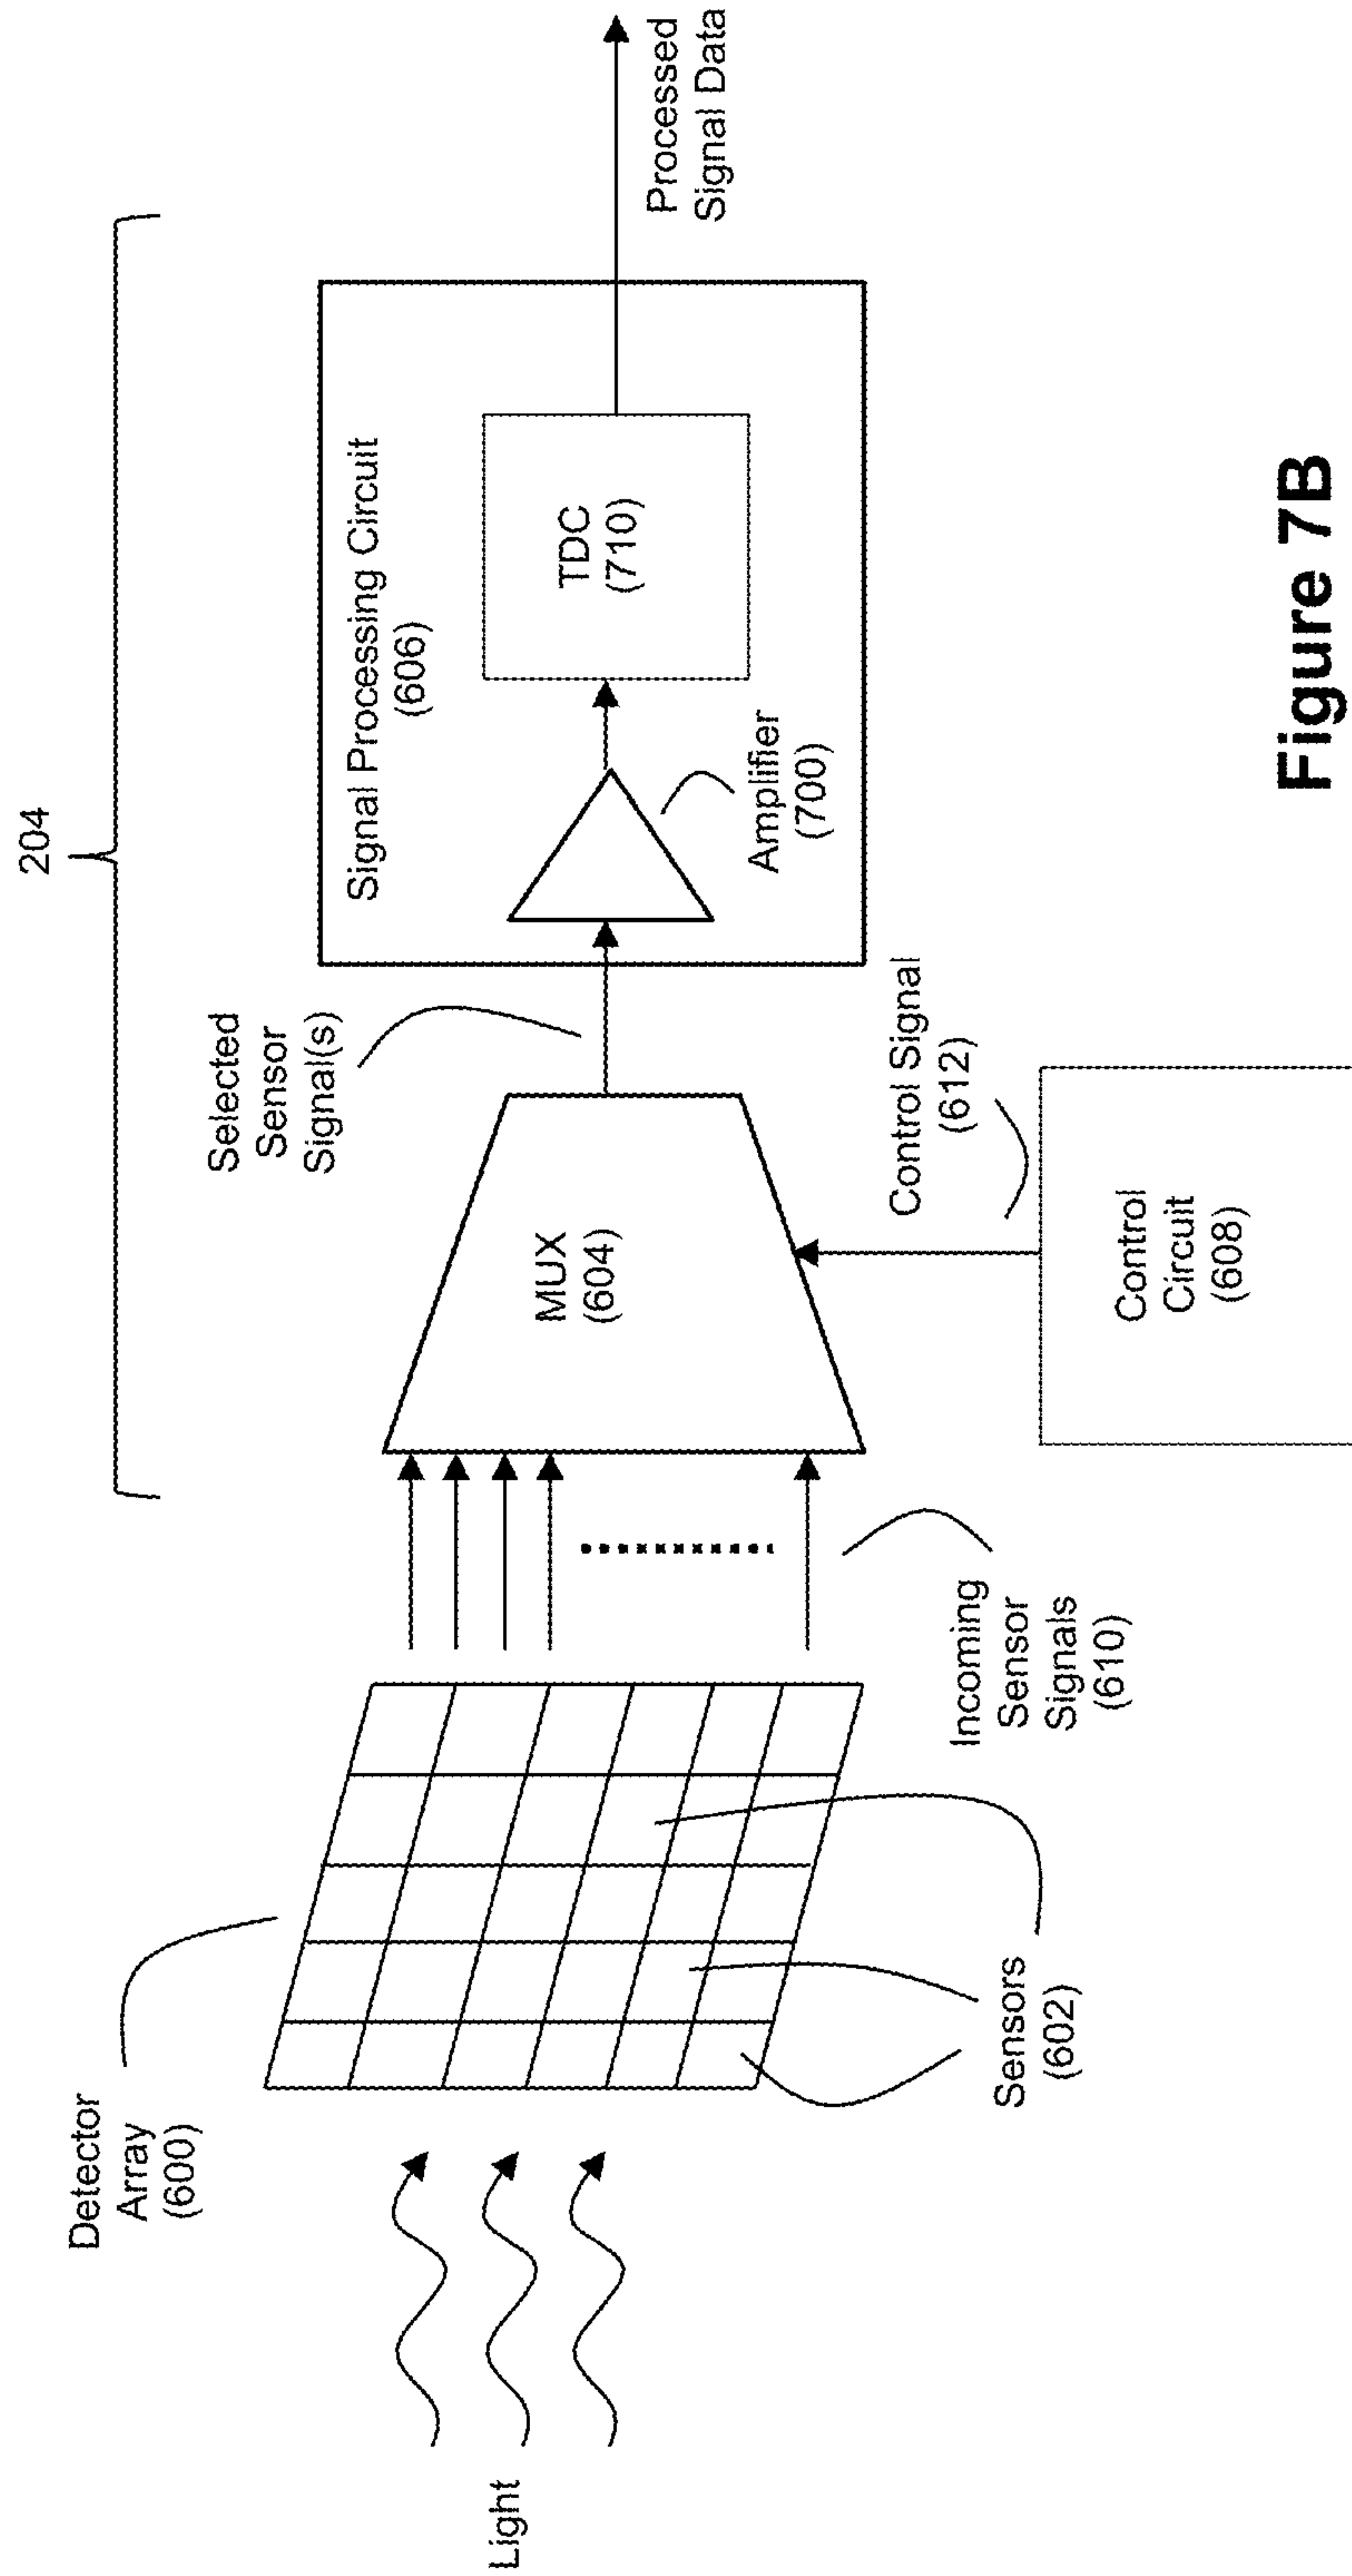 204
Detector
Array
(600)
Light
Sensors
(602)
Incoming
Sensor
Signals
(610)
MUX
(604)
Selected
Sensor
Signal(s)
Control Signal
(612)
Control
Circuit
(608)
Signal Processing Circuit
(606)
Amplifier
(700)
TDC
(710)
Processed
Signal Data
Figure 7B